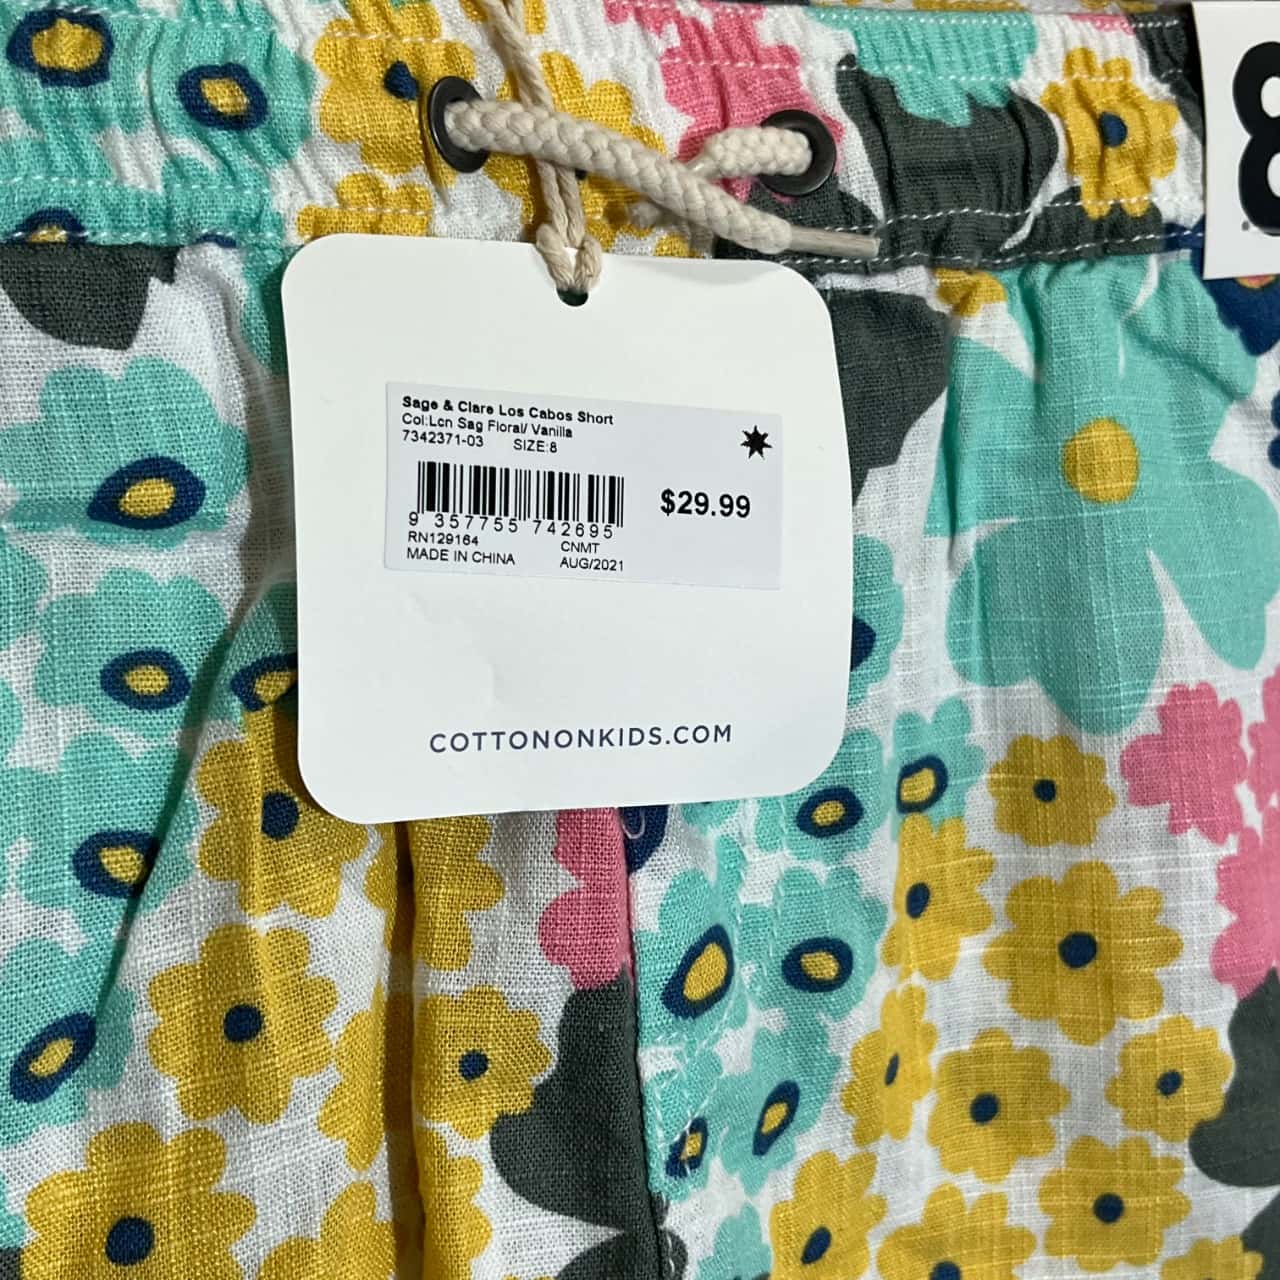 8
Sage & Clare Los Cabos Short
Col:Lcn Sag Floral/ Vanilla
7342371-03 SIZE:8
$29.99
9 357755 742695
RN129164 CNMT
MADE IN CHINA AUG/2021
COTTONONKIDS.COM